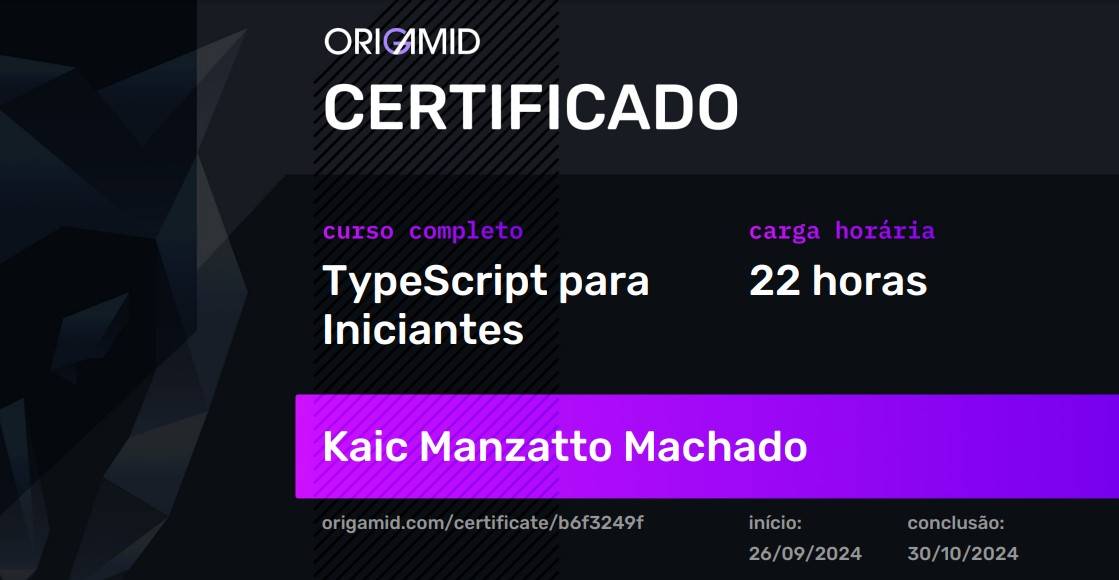 ORIGAMID
CERTIFICADO
curso completo
TypeScript para
Iniciantes
carga horária
22 horas
Kaic Manzatto Machado
origamid.com/certificate/b6f3249f
início:
26/09/2024
conclusão:
30/10/2024